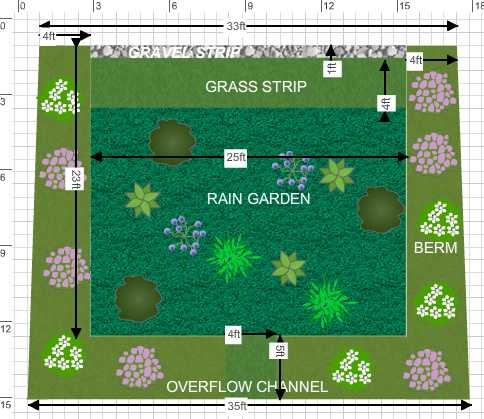 0 3 6 9 12 15 18
0
33ft
4ft
GRAVEL STRIP
1ft
4ft
3
GRASS STRIP
4ft
25ft
6
23ft
RAIN GARDEN
BERM
9
12
4ft
5ft
OVERFLOW CHANNEL
15
35ft